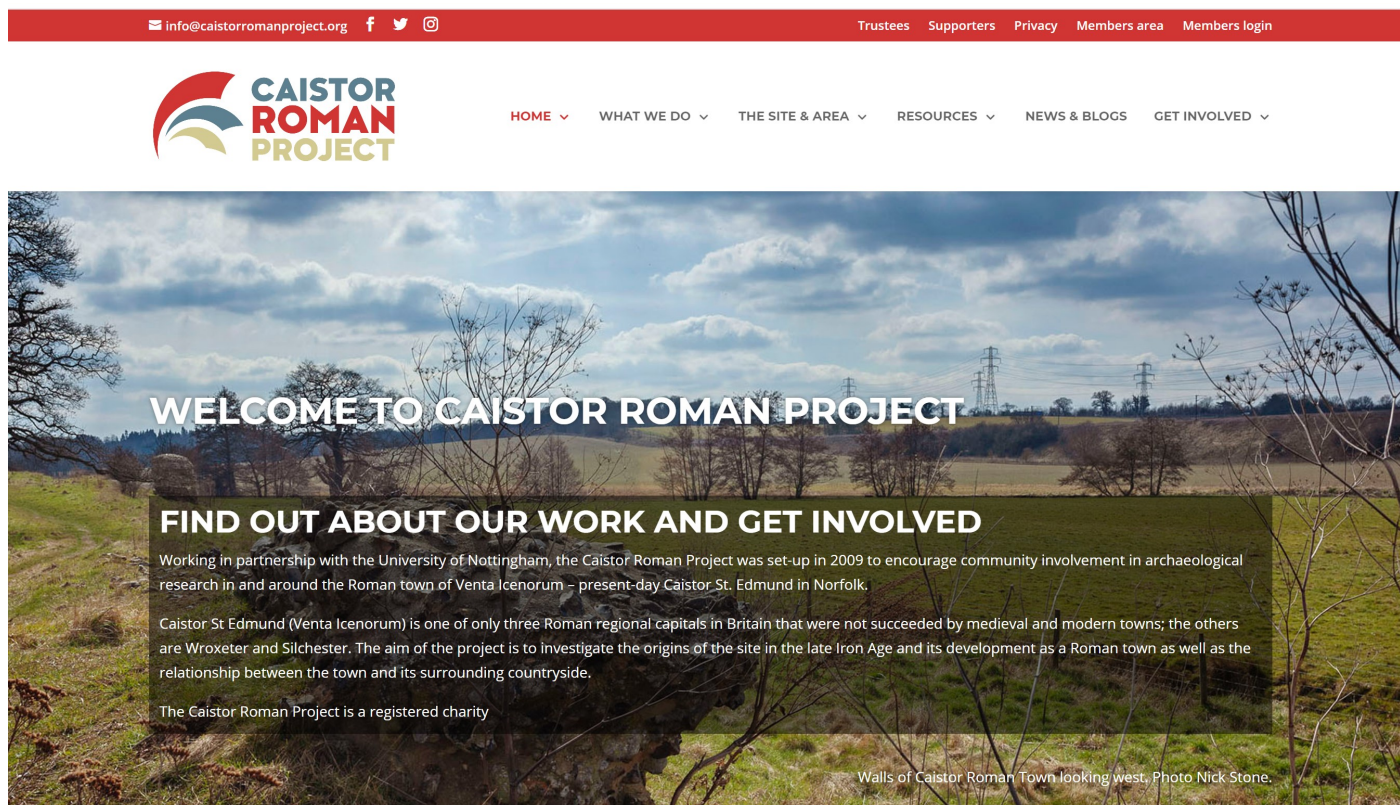 info@caistorromanproject.org
Trustees Supporters Privacy Members area Members login
CAISTOR
ROMAN
PROJECT
HOME WHAT WE DO THE SITE & AREA RESOURCES NEWS & BLOGS GET INVOLVED
WELCOME TO CAISTOR ROMAN PROJECT
FIND OUT ABOUT OUR WORK AND GET INVOLVED
Working in partnership with the University of Nottingham, the Caistor Roman Project was set-up in 2009 to encourage community involvement in archaeological
research in and around the Roman town of Venta Icenorum – present-day Caistor St. Edmund in Norfolk.
Caistor St Edmund (Venta Icenorum) is one of only three Roman regional capitals in Britain that were not succeeded by medieval and modern towns; the others
are Wroxeter and Silchester. The aim of the project is to investigate the origins of the site in the late Iron Age and its development as a Roman town as well as the
relationship between the town and its surrounding countryside.
The Caistor Roman Project is a registered charity
Walls of Caistor Roman Town looking west. Photo Nick Stone.